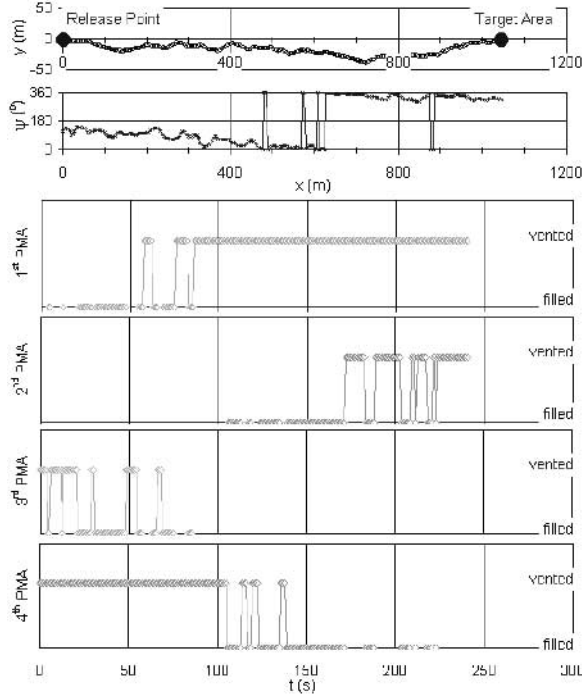 50
Release Point
Target Area
y (m)
0
-50
0 400 800 1200
360
ψ (º)
180
0
0 400 800 1200
x (m)
1st PMA
vented
filled
2nd PMA
vented
filled
3rd PMA
vented
filled
4th PMA
vented
filled
0 50 100 150 200 250 300
t (s)